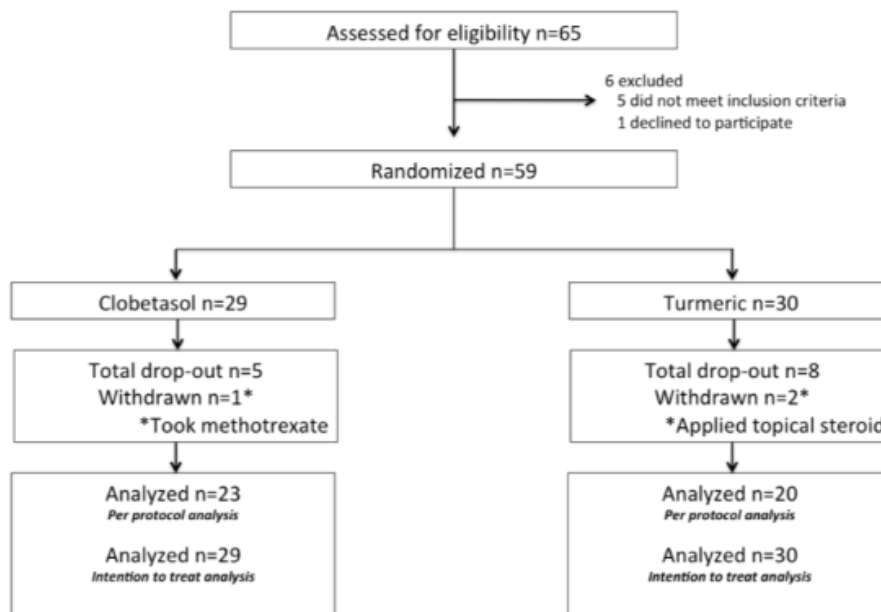 Assessed for eligibility n=65
6 excluded
5 did not meet inclusion criteria
1 declined to participate
Randomized n=59
Clobetasol n=29
Total drop-out n=5
Withdrawn n=1*
*Took methotrexate
Analyzed n=23
Per protocol analysis
Analyzed n=29
Intention to treat analysis
Turmeric n=30
Total drop-out n=8
Withdrawn n=2*
*Applied topical steroid
Analyzed n=20
Per protocol analysis
Analyzed n=30
Intention to treat analysis